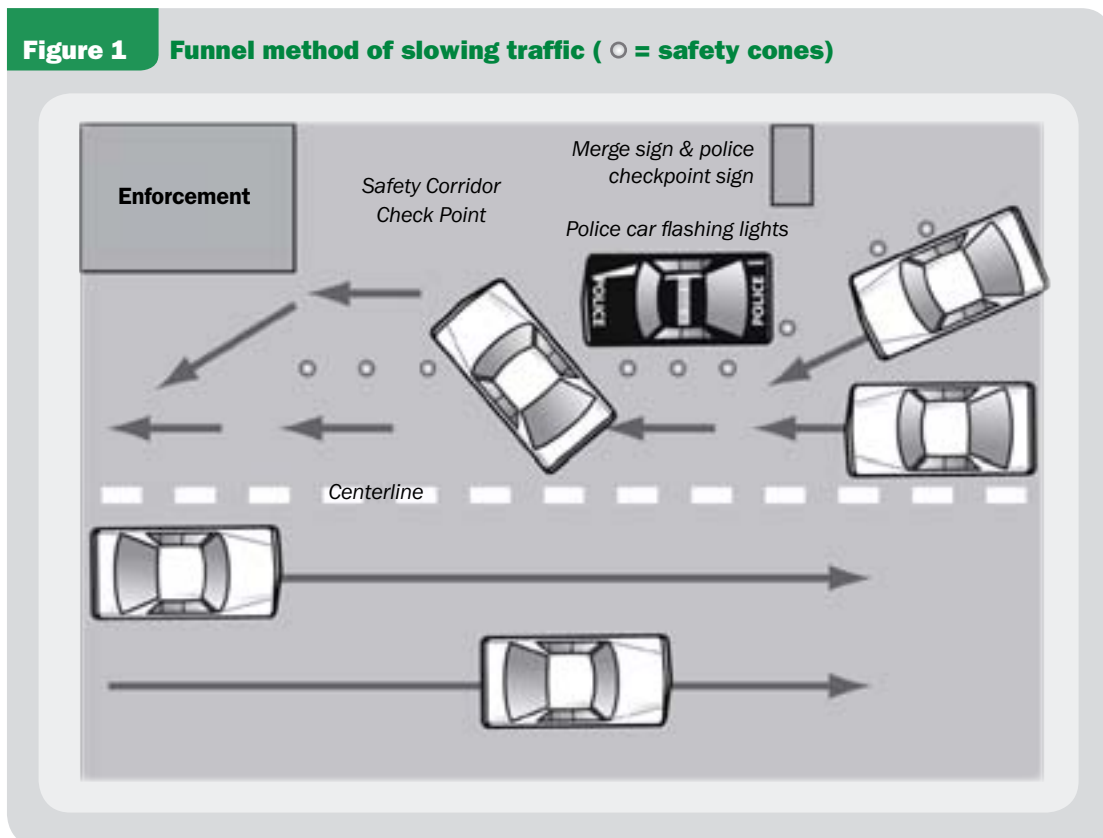 Figure 1 Funnel method of slowing traffic ( = safety cones)
Merge sign & police
checkpoint sign
Enforcement
Safety Corridor
Check Point
Police car flashing lights
POLICE
POLICE
Centerline